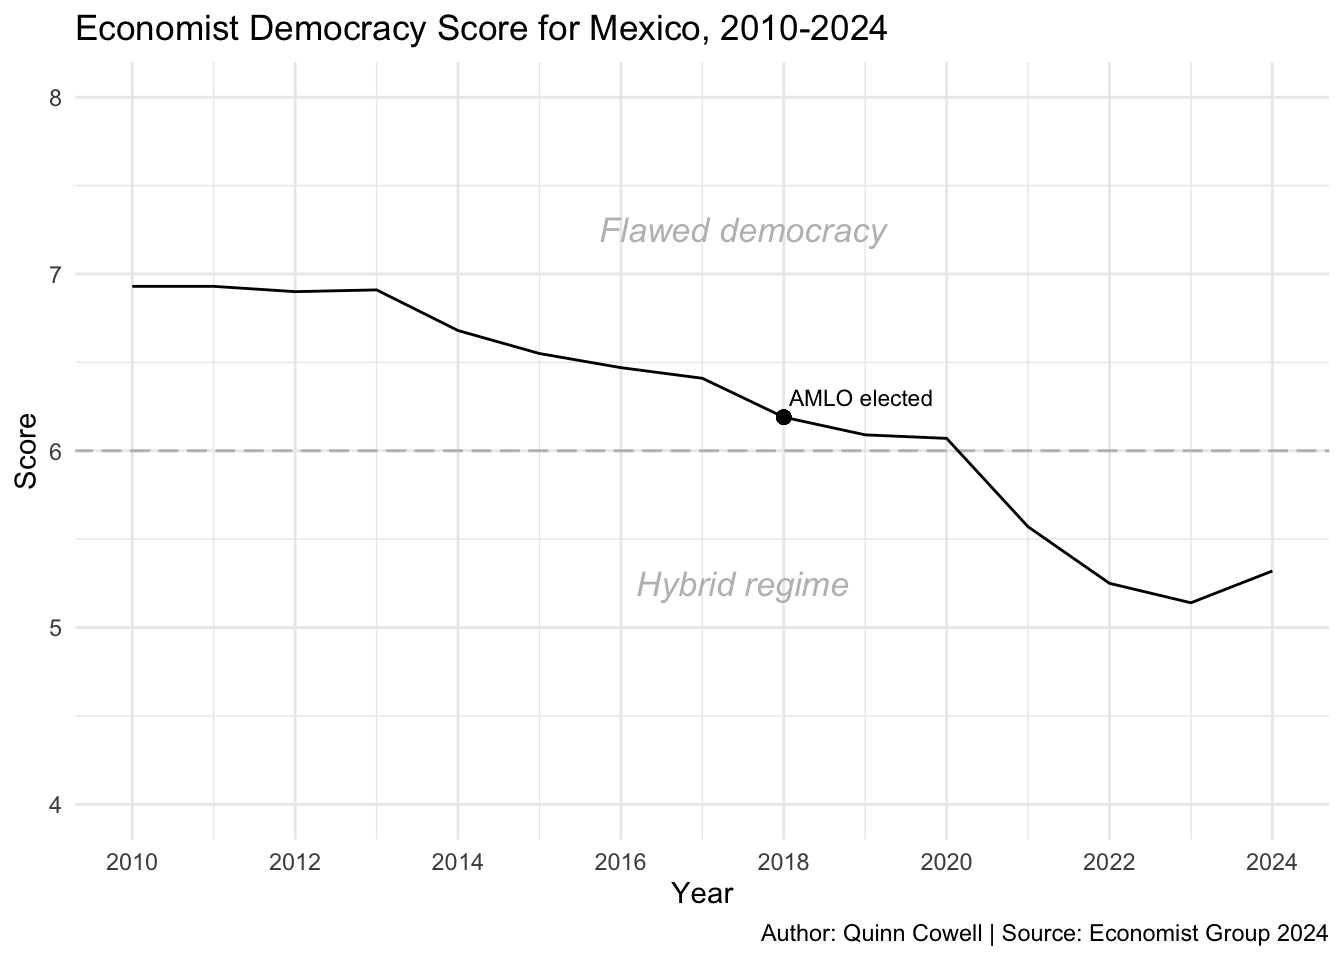 Economist Democracy Score for Mexico, 2010-2024
8
Flawed democracy
7
AMLO elected
6
Score
Hybrid regime
5
4
2010 2012 2014 2016 2018 2020 2022 2024
Year
Author: Quinn Cowell | Source: Economist Group 2024